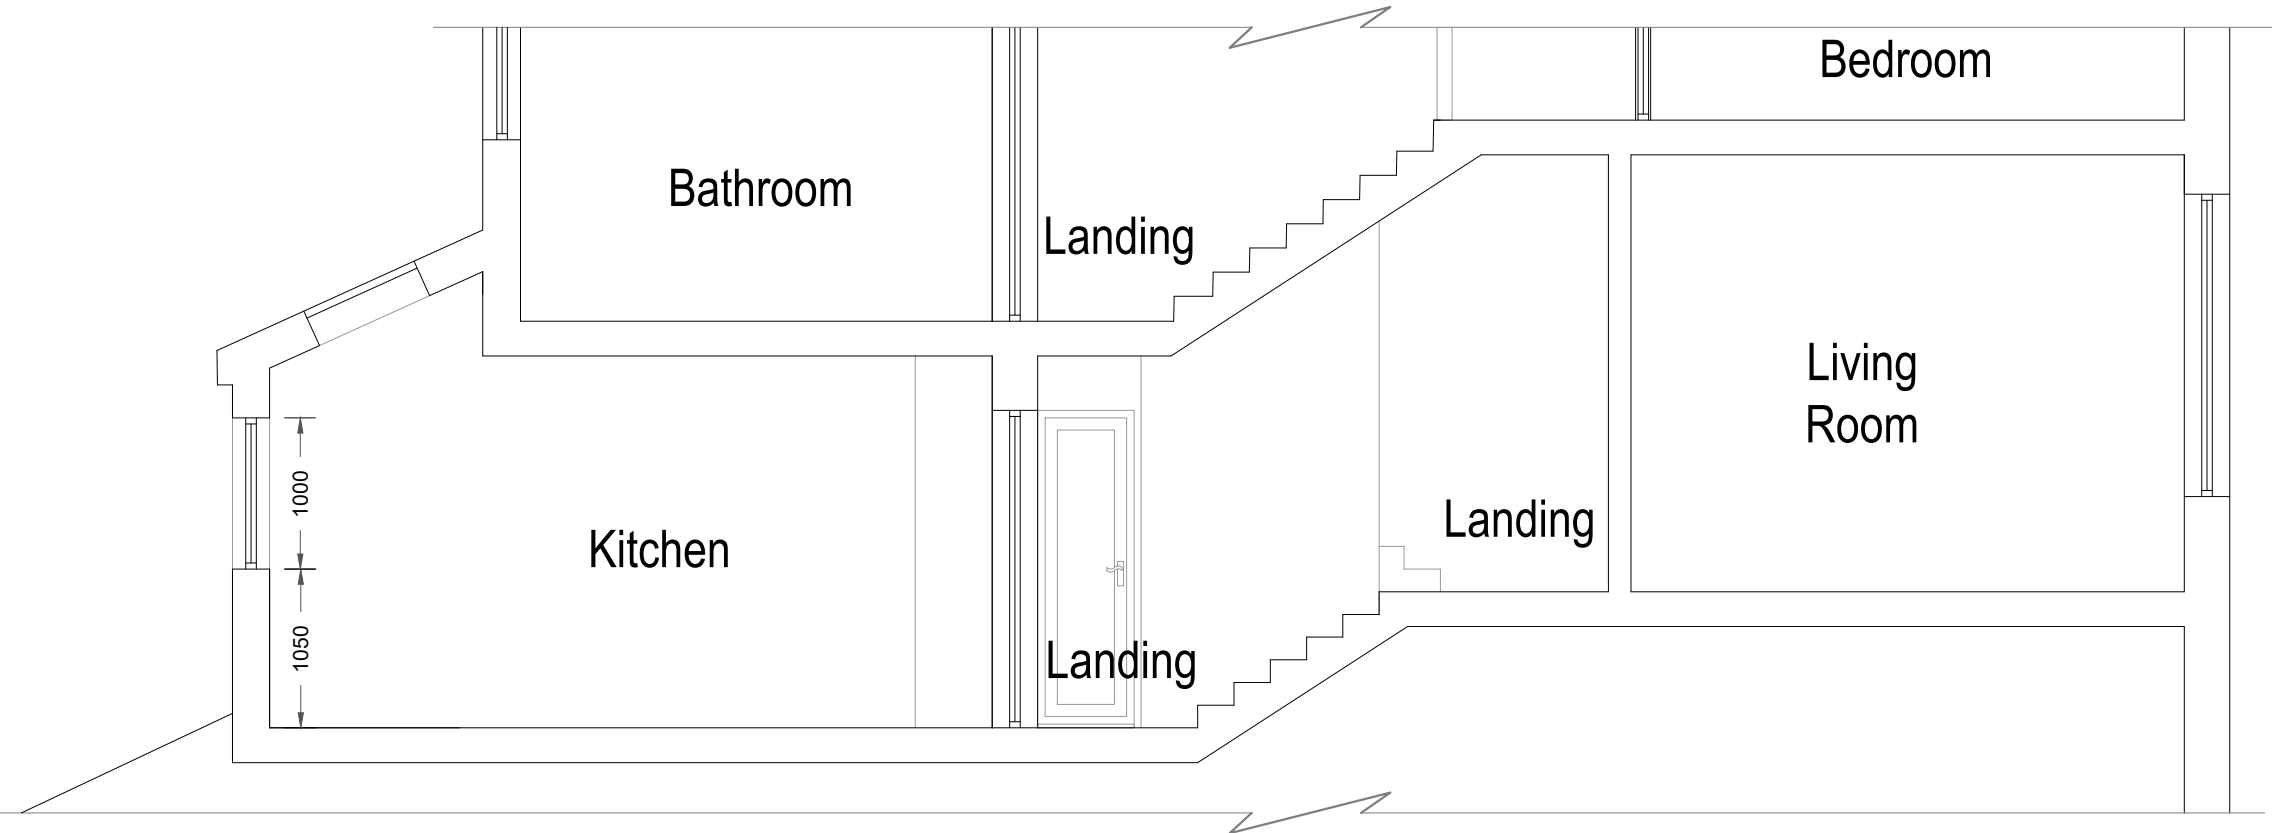 Bedroom
Bathroom
Landing
Living
Room
1000
Landing
Kitchen
1050
Landing